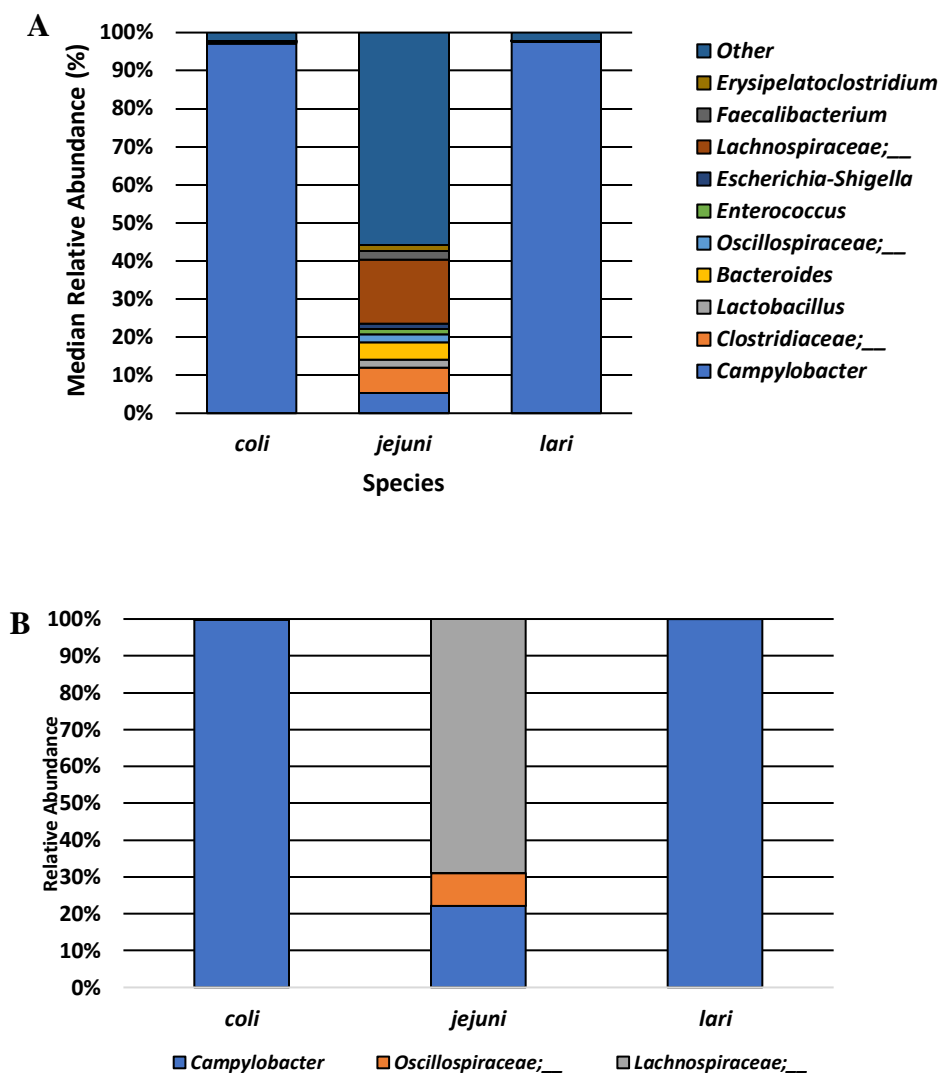 A
Median Relative Abundance (%)
100%
90%
80%
70%
60%
50%
40%
30%
20%
10%
0%
coli jejuni lari
Species
Other
Erysipelatoclostridium
Faecalibacterium
Lachnospiraceae;__
Escherichia-Shigella
Enterococcus
Oscillospiraceae;__
Bacteroides
Lactobacillus
Clostridiaceae;__
Campylobacter
B
Relative Abundance
100%
90%
80%
70%
60%
50%
40%
30%
20%
10%
0%
coli jejuni lari
Campylobacter Oscillospiraceae;__ Lachnospiraceae;__